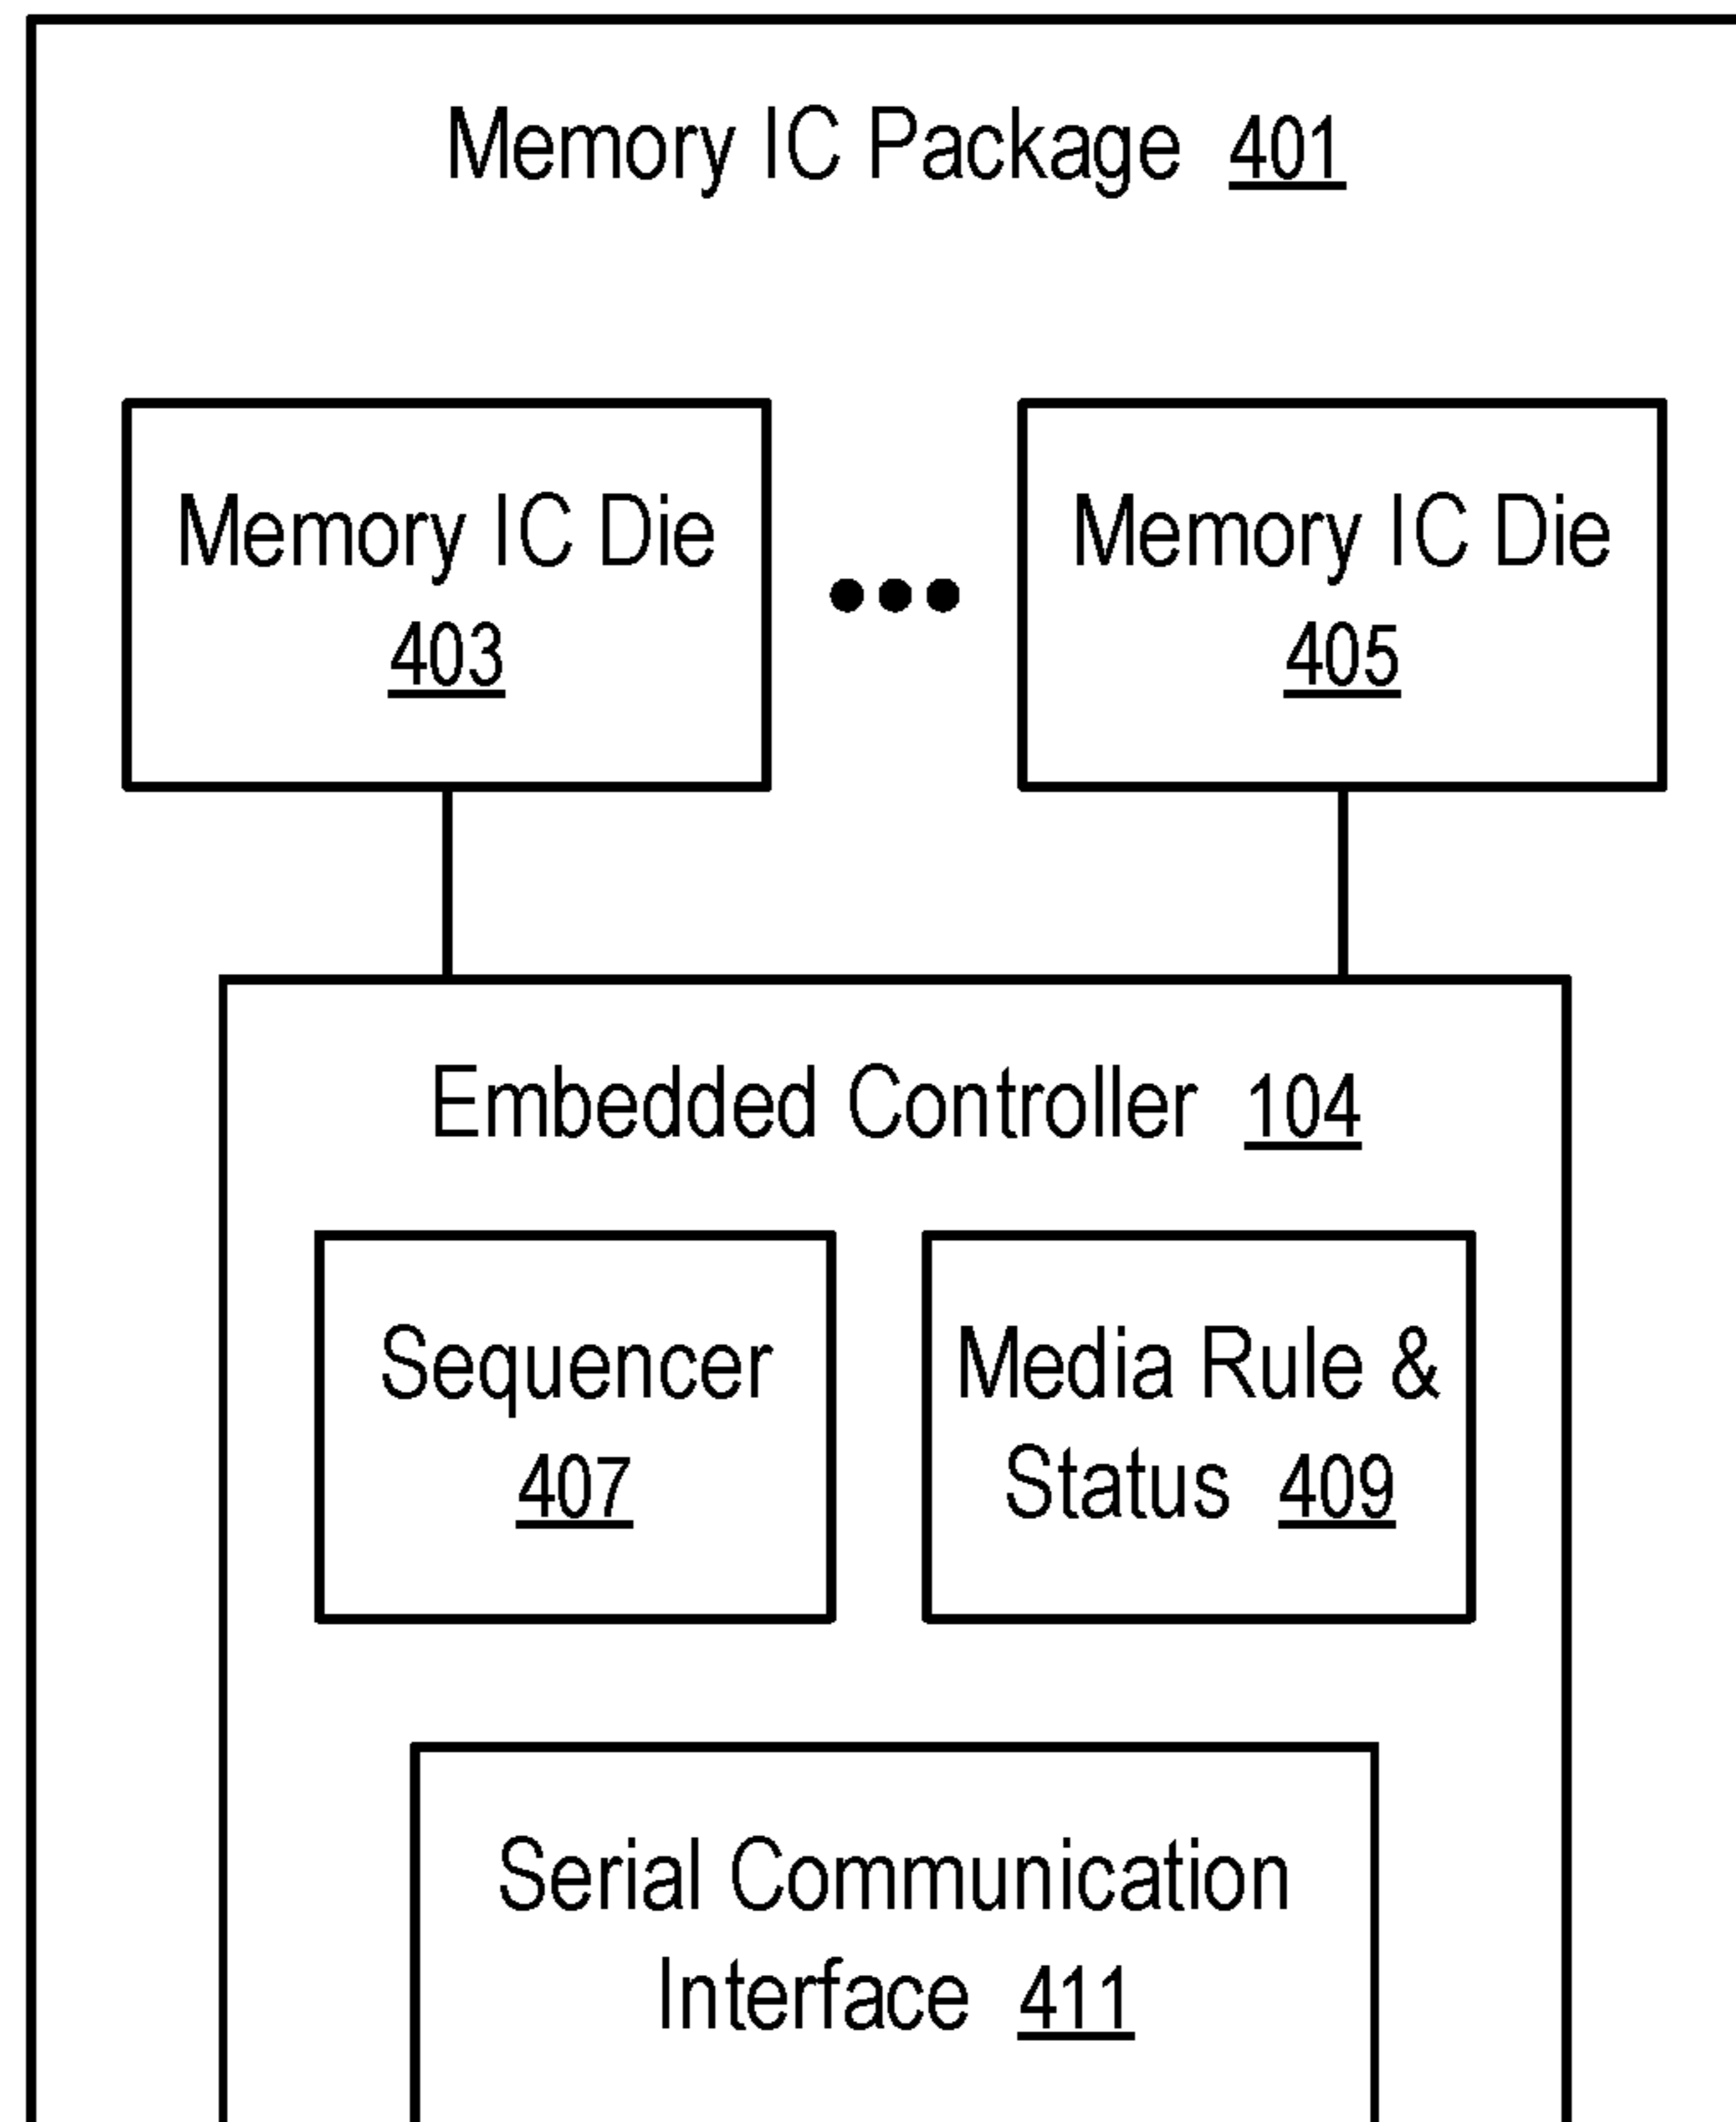 Memory IC Package 401
Memory IC Die
403
Memory IC Die
405
Embedded Controller 104
Sequencer
407
Media Rule &
Status 409
Serial Communication
Interface 411